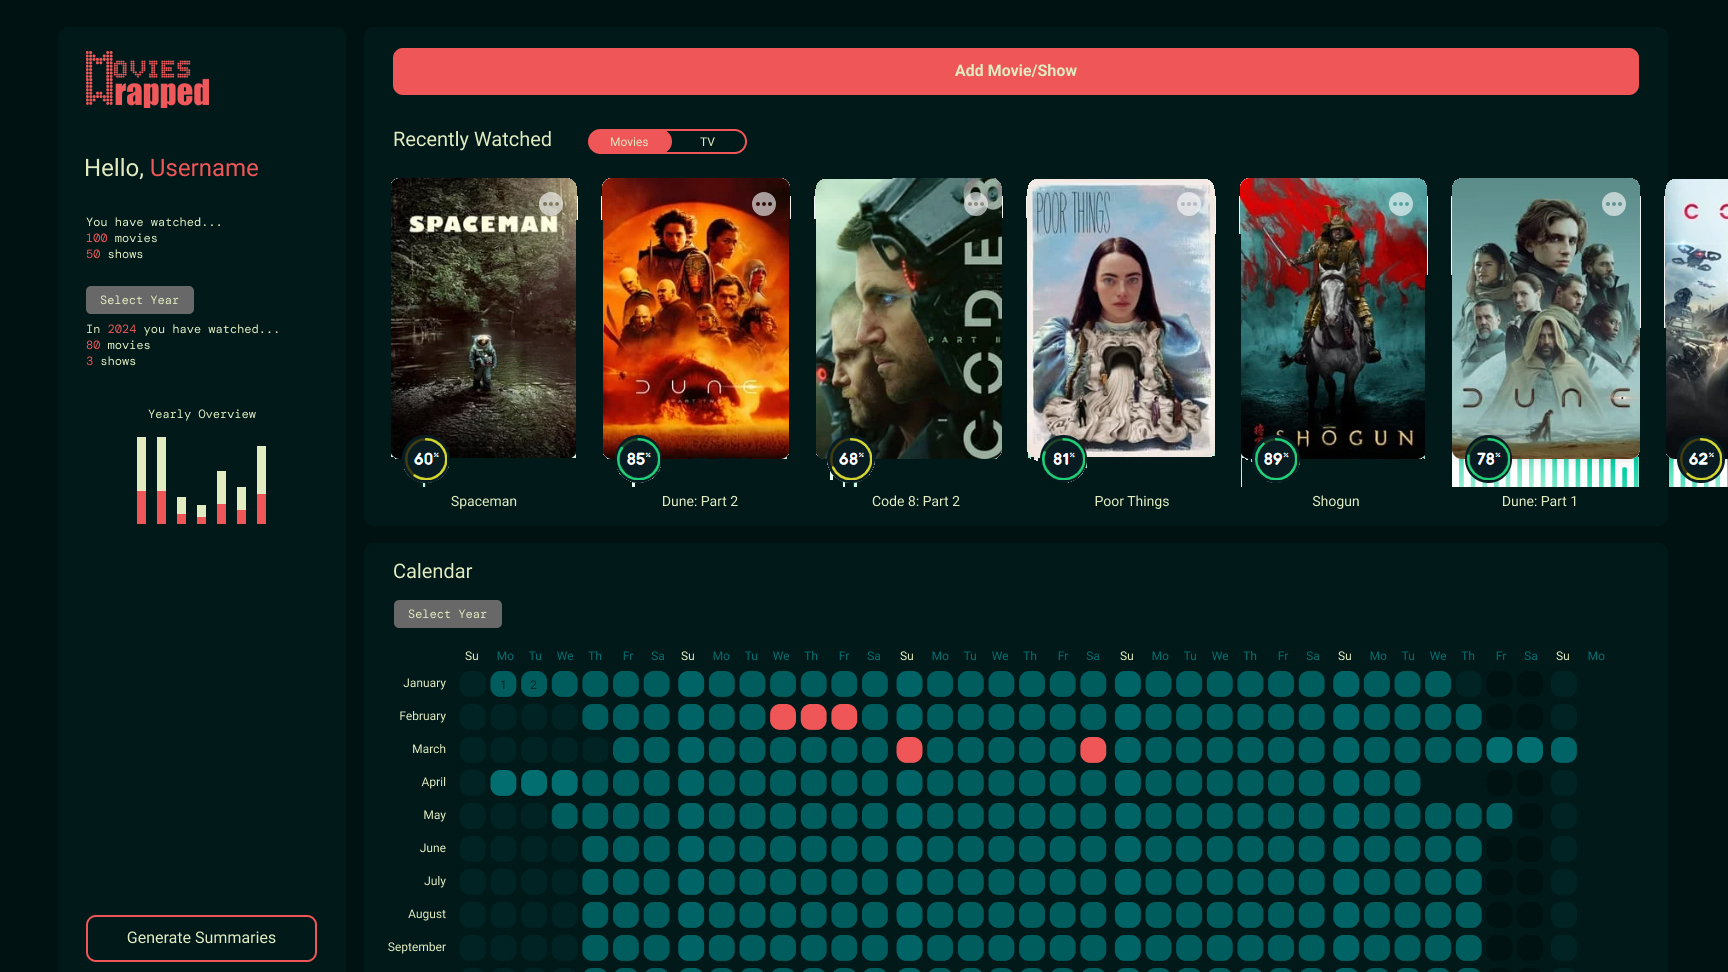 Movies
Wrapped
Hello, Username
You have watched...
100 movies
50 shows
Select Year
In 2024 you have watched...
80 movies
3 shows
Yearly Overview
Generate Summaries
Add Movie/Show
Recently Watched
Movies TV
SPACEMAN
DUNE
CODE 8
PART II
POOR THINGS
SHŌGUN
DUNE
60%
85%
68%
81%
89%
78%
62%
Spaceman
Dune: Part 2
Code 8: Part 2
Poor Things
Shogun
Dune: Part 1
Calendar
Select Year
Su Mo Tu We Th Fr Sa Su Mo Tu We Th Fr Sa Su Mo Tu We Th Fr Sa Su Mo Tu We Th Fr Sa Su Mo Tu We Th Fr Sa Su Mo
January 1 2
February
March
April
May
June
July
August
September